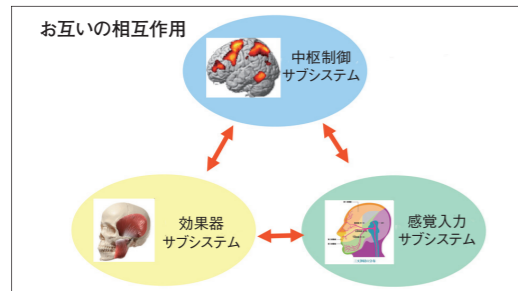 お互いの相互作用
中枢制御
サブシステム
効果器
サブシステム
感覚入力
サブシステム